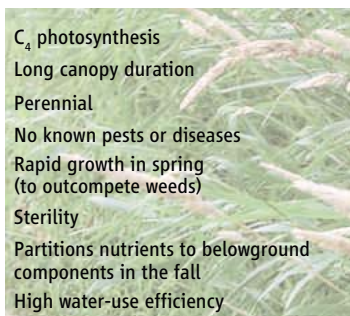 C₄ photosynthesis
Long canopy duration
Perennial
No known pests or diseases
Rapid growth in spring
(to outcompete weeds)
Sterility
Partitions nutrients to belowground
components in the fall
High water-use efficiency